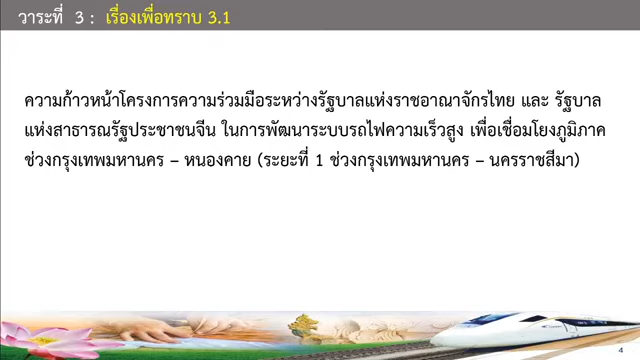 วาระที่ 3 : เรื่องเพื่อทราบ 3.1
ความก้าวหน้าโครงการความร่วมมือระหว่างรัฐบาลแห่งราชอาณาจักรไทย และ รัฐบาล
แห่งสาธารณรัฐประชาชนจีน ในการพัฒนาระบบรถไฟความเร็วสูง เพื่อเชื่อมโยงภูมิภาค
ช่วงกรุงเทพมหานคร – หนองคาย (ระยะที่ 1 ช่วงกรุงเทพมหานคร – นครราชสีมา)
4